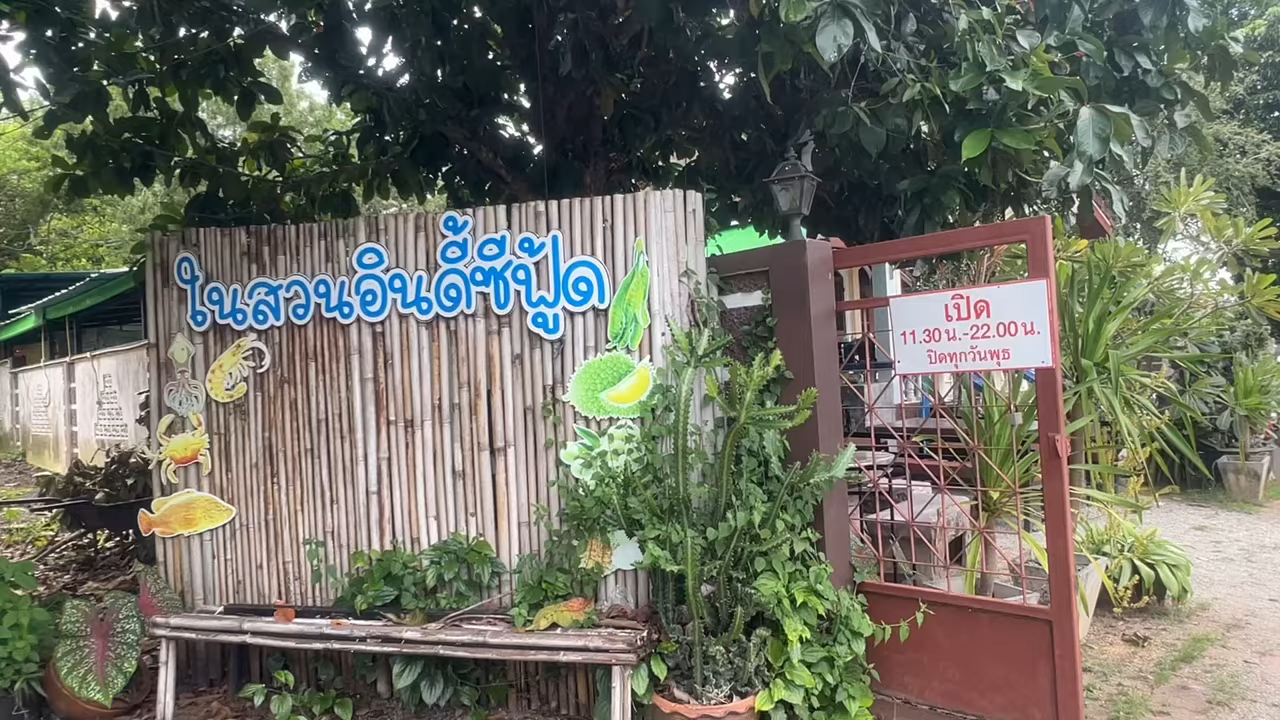 ในสวนอินดี้ซีฟู้ด
เปิด
11.30 น.-22.00 น.
ปิดทุกวันพุธ